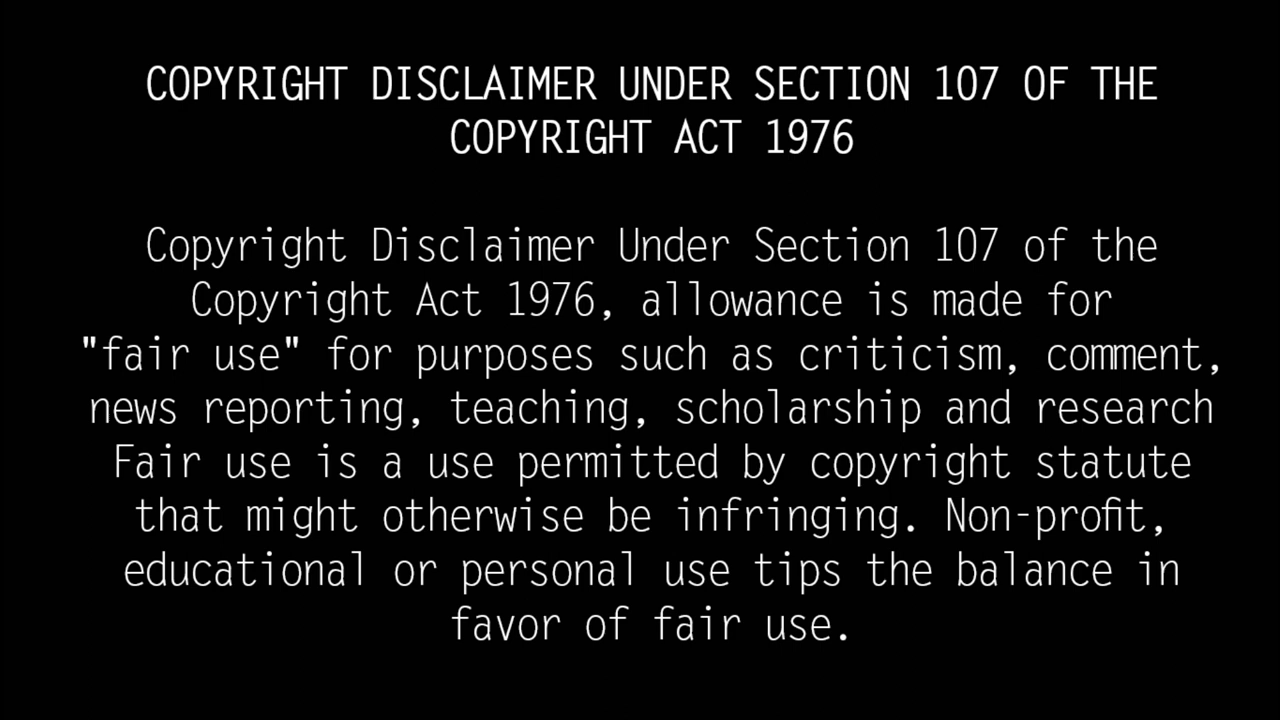 COPYRIGHT DISCLAIMER UNDER SECTION 107 OF THE
COPYRIGHT ACT 1976
Copyright Disclaimer Under Section 107 of the
Copyright Act 1976, allowance is made for
"fair use" for purposes such as criticism, comment,
news reporting, teaching, scholarship and research
Fair use is a use permitted by copyright statute
that might otherwise be infringing. Non-profit,
educational or personal use tips the balance in
favor of fair use.